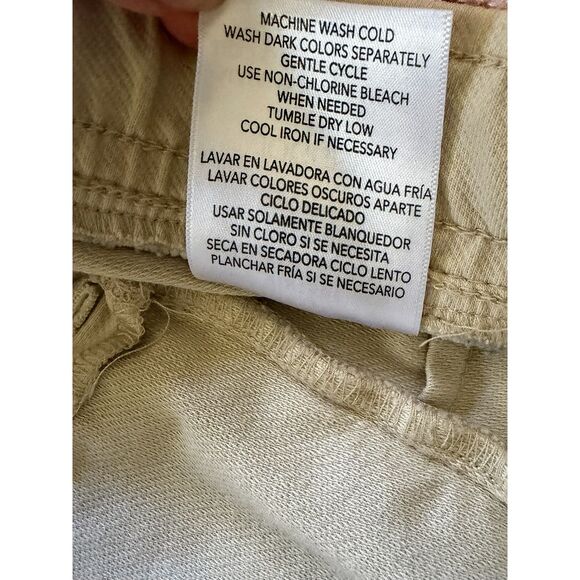 MACHINE WASH COLD
WASH DARK COLORS SEPARATELY
GENTLE CYCLE
USE NON-CHLORINE BLEACH
WHEN NEEDED
TUMBLE DRY LOW
COOL IRON IF NECESSARY
LAVAR EN LAVADORA CON AGUA FRÍA
LAVAR COLORES OSCUROS APARTE
CICLO DELICADO
USAR SOLAMENTE BLANQUEDOR
SIN CLORO SI SE NECESITA
SECA EN SECADORA CICLO LENTO
PLANCHAR FRÍA SI SE NECESARIO